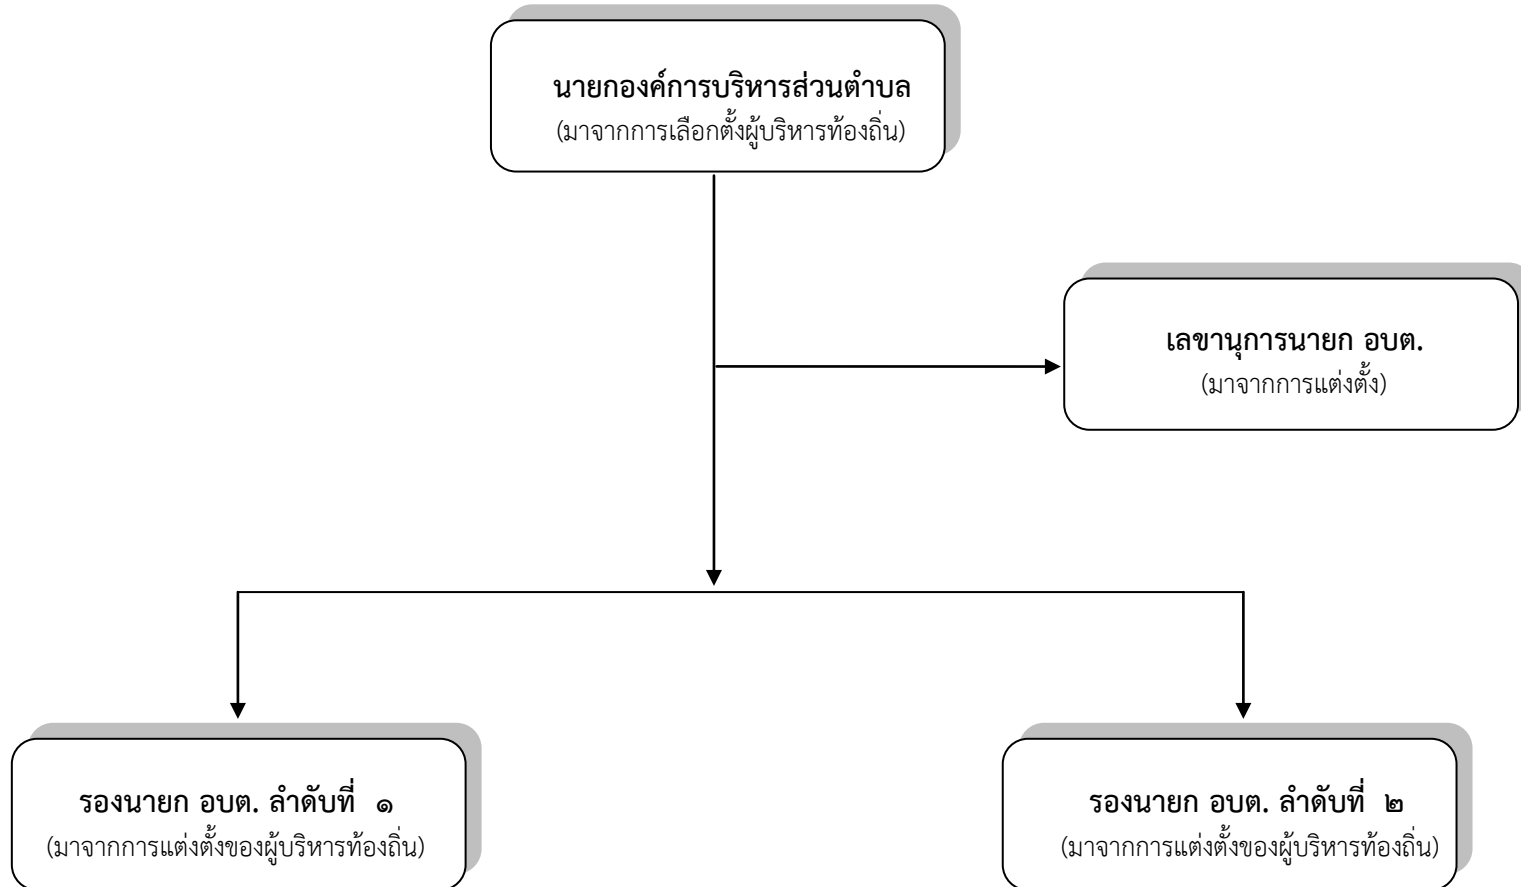 นายกองค์การบริหารส่วนตำบล
(มาจากการเลือกตั้งผู้บริหารท้องถิ่น)
เลขานุการนายก อบต.
(มาจากการแต่งตั้ง)
รองนายก อบต. ลำดับที่ ๑
(มาจากการแต่งตั้งของผู้บริหารท้องถิ่น)
รองนายก อบต. ลำดับที่ ๒
(มาจากการแต่งตั้งของผู้บริหารท้องถิ่น)